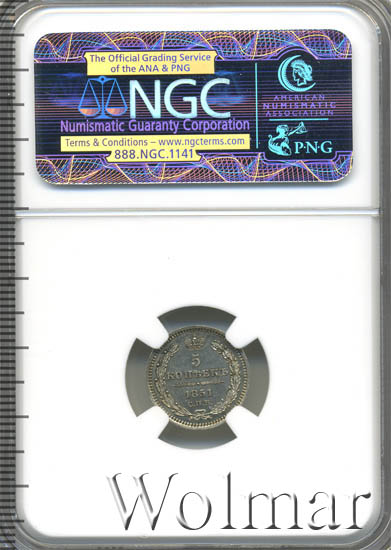 The Official Grading Service
of the ANA & PNG
NGC
Numismatic Guaranty Corporation
Terms & Conditions – www.ngcterms.com
888.NGC.1141
AMERICAN
NUMISMATIC
ASSOCIATION
P·N·G
5
КОПѢЕКЪ
1851
С.П.Б.
Wolmar